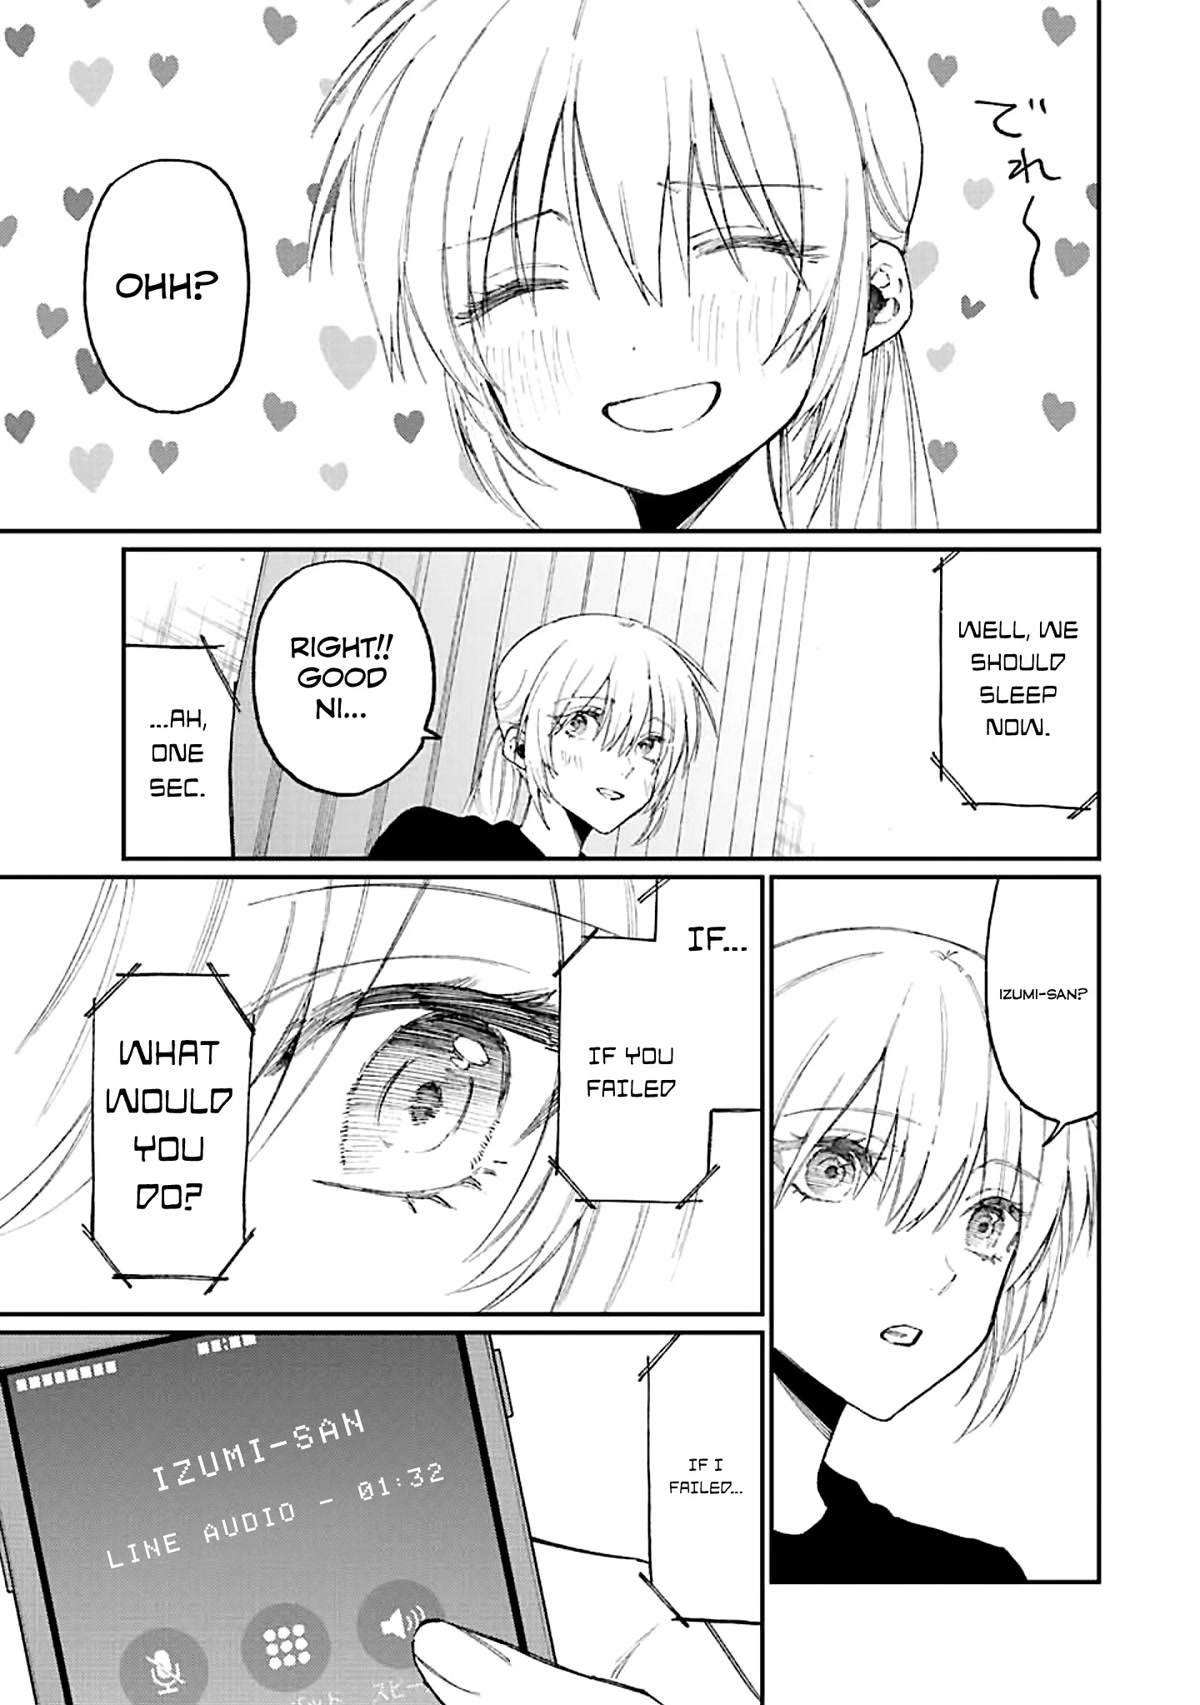 でれ〜
OHH?
WELL, WE
SHOULD
SLEEP
NOW.
RIGHT!!
GOOD
NI...
...AH,
ONE
SEC.
IZUMI-SAN?
IF...
IF YOU
FAILED
WHAT
WOULD
YOU
DO?
IF I
FAILED...
IZUMI-SAN
LINE AUDIO - 01:32